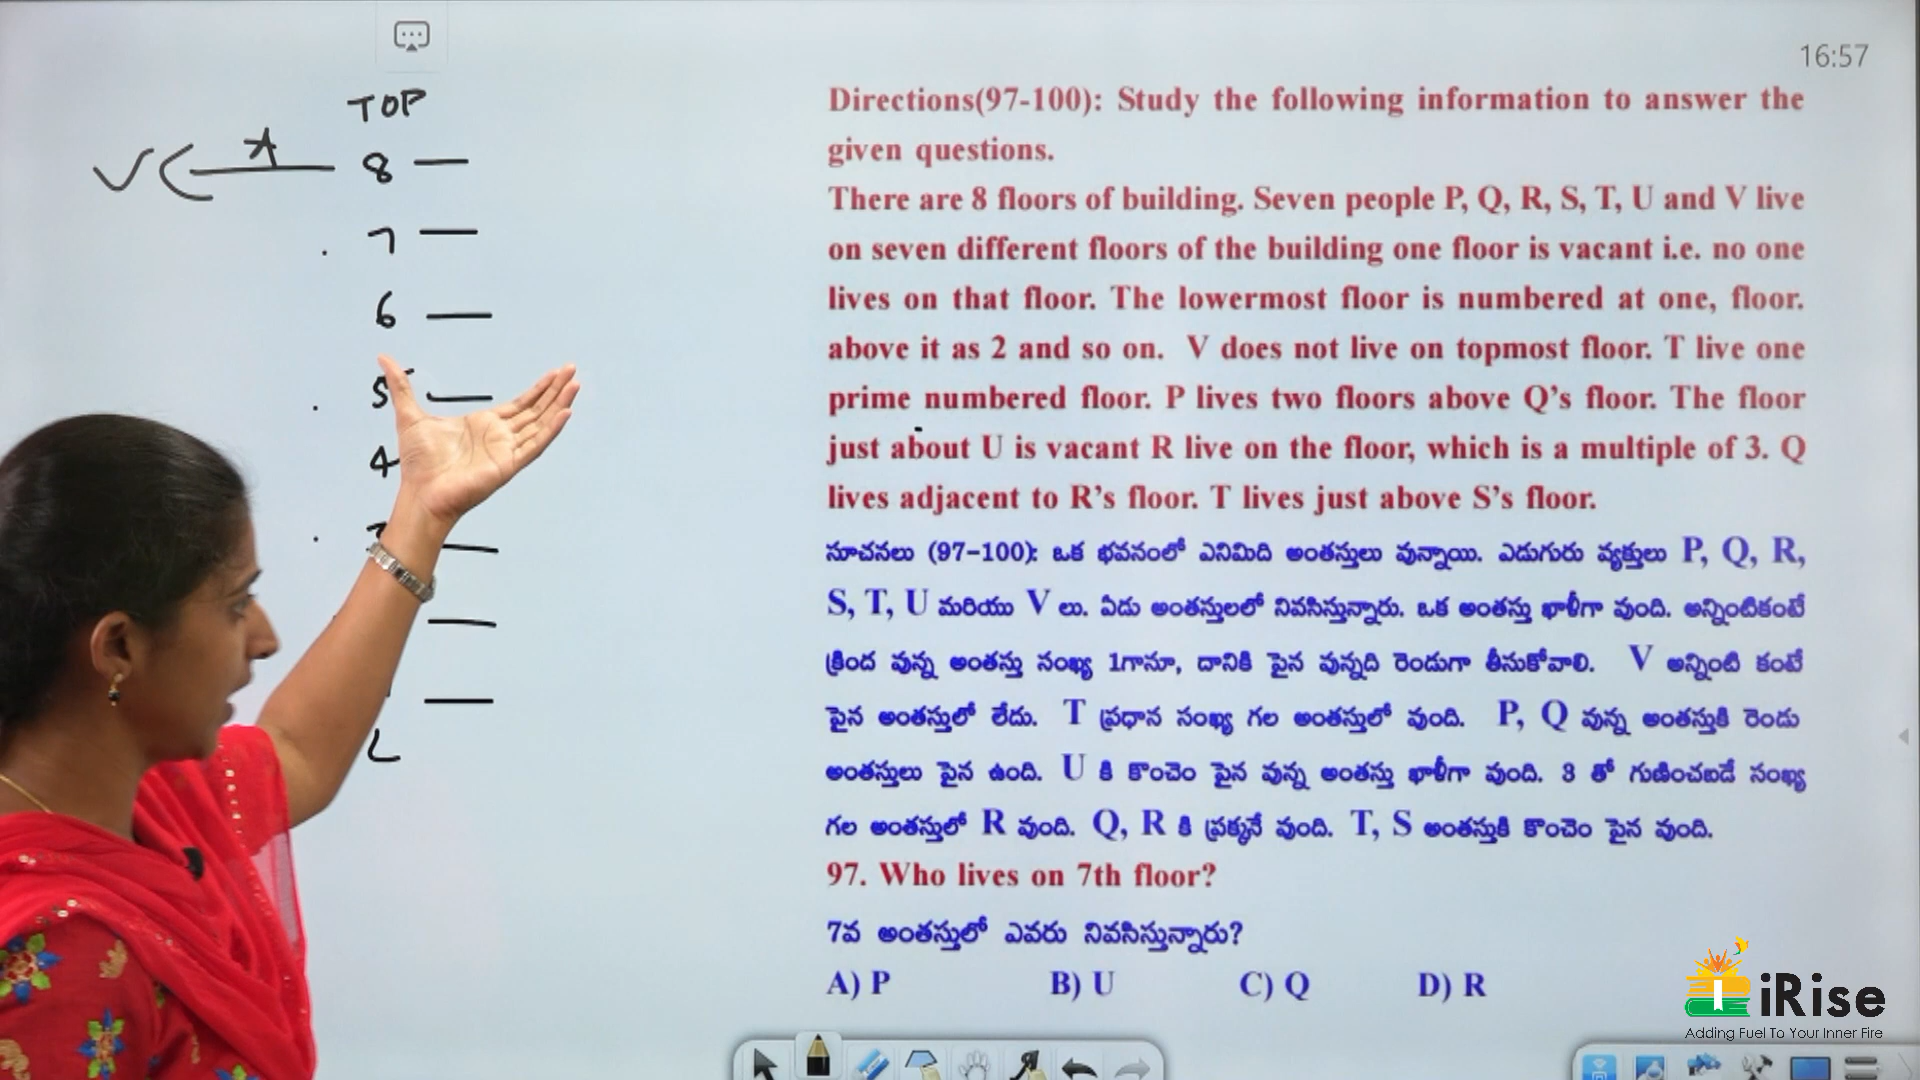 16:57
TOP
V 8
7
6
5
4
L
Directions(97-100): Study the following information to answer the
given questions.
There are 8 floors of building. Seven people P, Q, R, S, T, U and V live
on seven different floors of the building one floor is vacant i.e. no one
lives on that floor. The lowermost floor is numbered at one, floor.
above it as 2 and so on. V does not live on topmost floor. T live one
prime numbered floor. P lives two floors above Q’s floor. The floor
just about U is vacant R live on the floor, which is a multiple of 3. Q
lives adjacent to R’s floor. T lives just above S’s floor.
సూచనలు (97-100): ఒక భవనంలో ఎనిమిది అంతస్తులు వున్నాయి. ఎడుగురు వ్యక్తులు P, Q, R,
S, T, U మరియు V లు. ఏడు అంతస్తులలో నివసిస్తున్నారు. ఒక అంతస్తు ఖాళీగా వుంది. అన్నింటికంటే
క్రింద వున్న అంతస్తు సంఖ్య 1గానూ, దానికి పైన వున్నది రెండుగా తీసుకోవాలి. V అన్నింటి కంటే
పైన అంతస్తులో లేదు. T ప్రధాన సంఖ్య గల అంతస్తులో వుంది. P, Q వున్న అంతస్తుకి రెండు
అంతస్తులు పైన ఉంది. U కి కొంచెం పైన వున్న అంతస్తు ఖాళీగా వుంది. 3 తో గుణించబడే సంఖ్య
గల అంతస్తులో R వుంది. Q, R కి ప్రక్కనే వుంది. T, S అంతస్తుకి కొంచెం పైన వుంది.
97. Who lives on 7th floor?
7వ అంతస్తులో ఎవరు నివసిస్తున్నారు?
A) P B) U C) Q D) R
iRise
Adding Fuel To Your Inner Fire